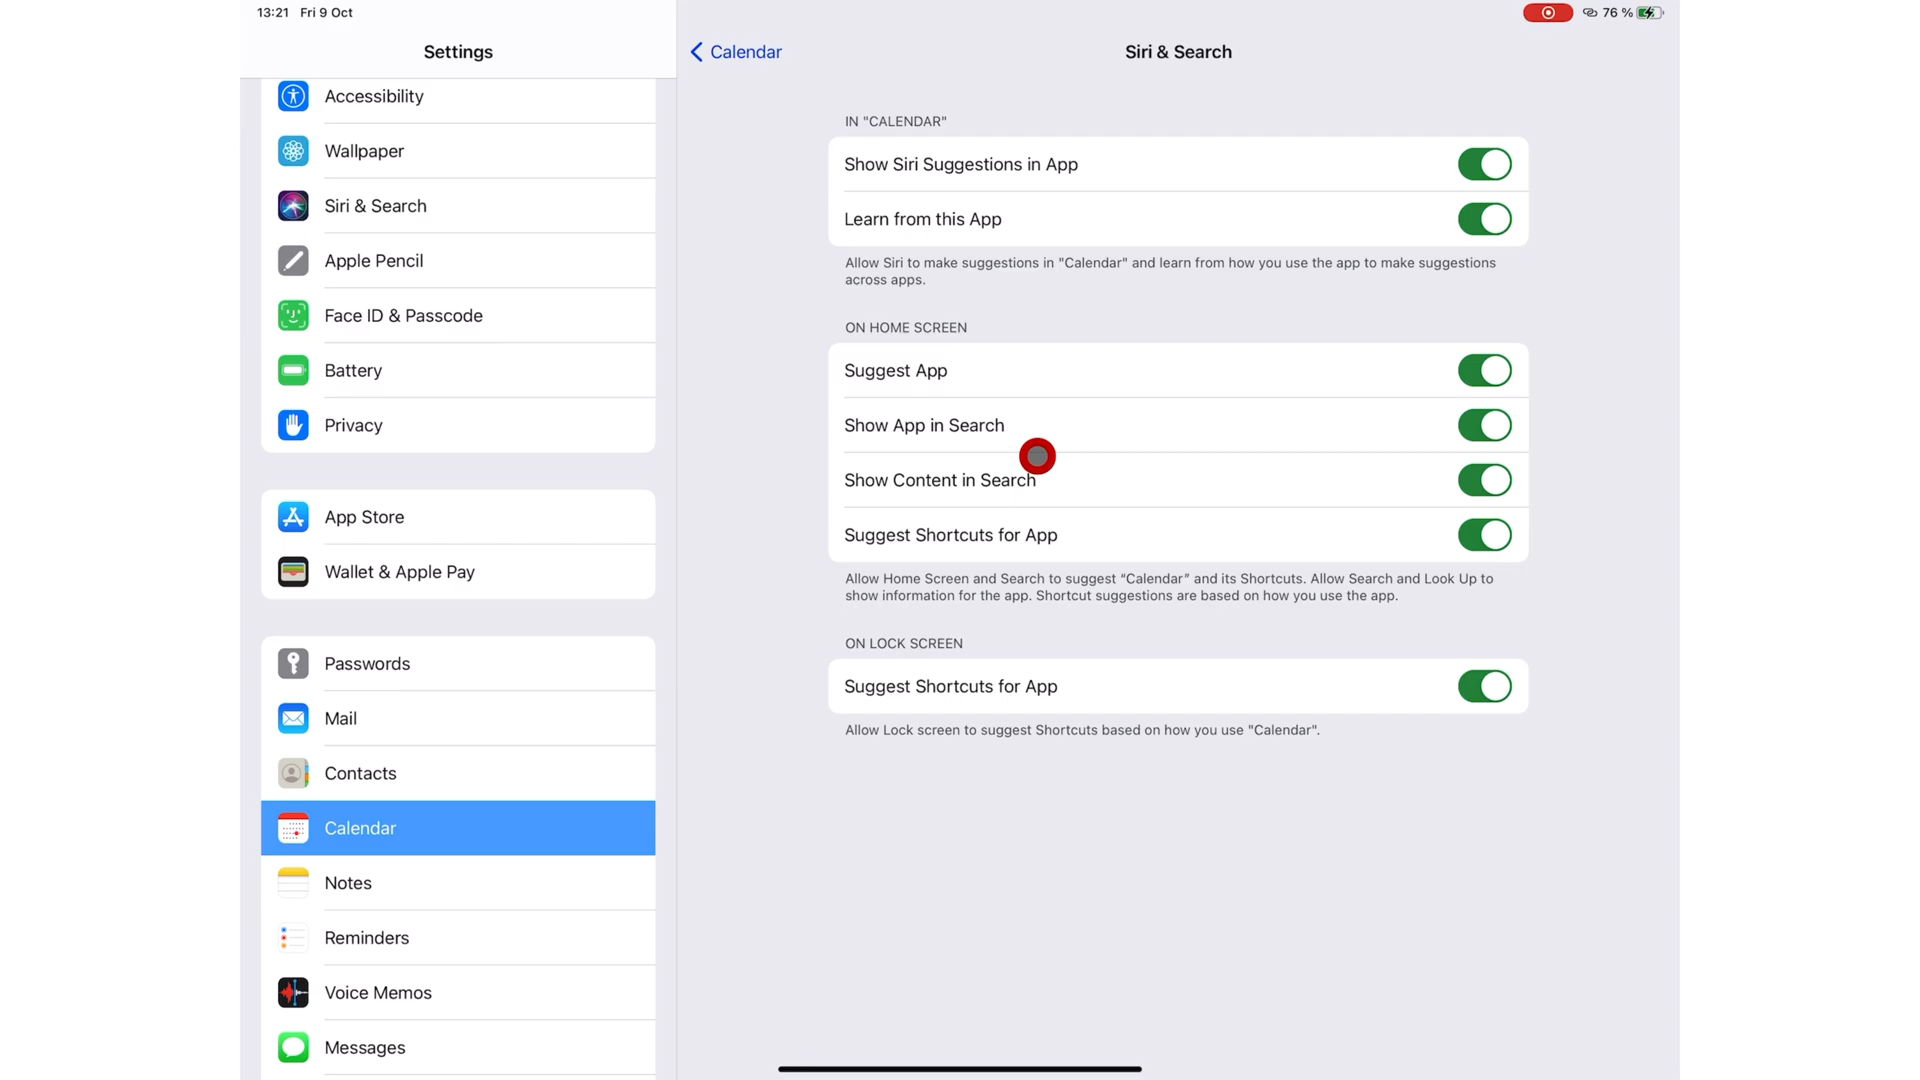 13:21 Fri 9 Oct
76 %
Settings
Accessibility
Wallpaper
Siri & Search
Apple Pencil
Face ID & Passcode
Battery
Privacy
App Store
Wallet & Apple Pay
Passwords
Mail
Contacts
Calendar
Notes
Reminders
Voice Memos
Messages
Calendar
Siri & Search
IN "CALENDAR"
Show Siri Suggestions in App
Learn from this App
Allow Siri to make suggestions in "Calendar" and learn from how you use the app to make suggestions
across apps.
ON HOME SCREEN
Suggest App
Show App in Search
Show Content in Search
Suggest Shortcuts for App
Allow Home Screen and Search to suggest “Calendar” and its Shortcuts. Allow Search and Look Up to
show information for the app. Shortcut suggestions are based on how you use the app.
ON LOCK SCREEN
Suggest Shortcuts for App
Allow Lock screen to suggest Shortcuts based on how you use "Calendar".